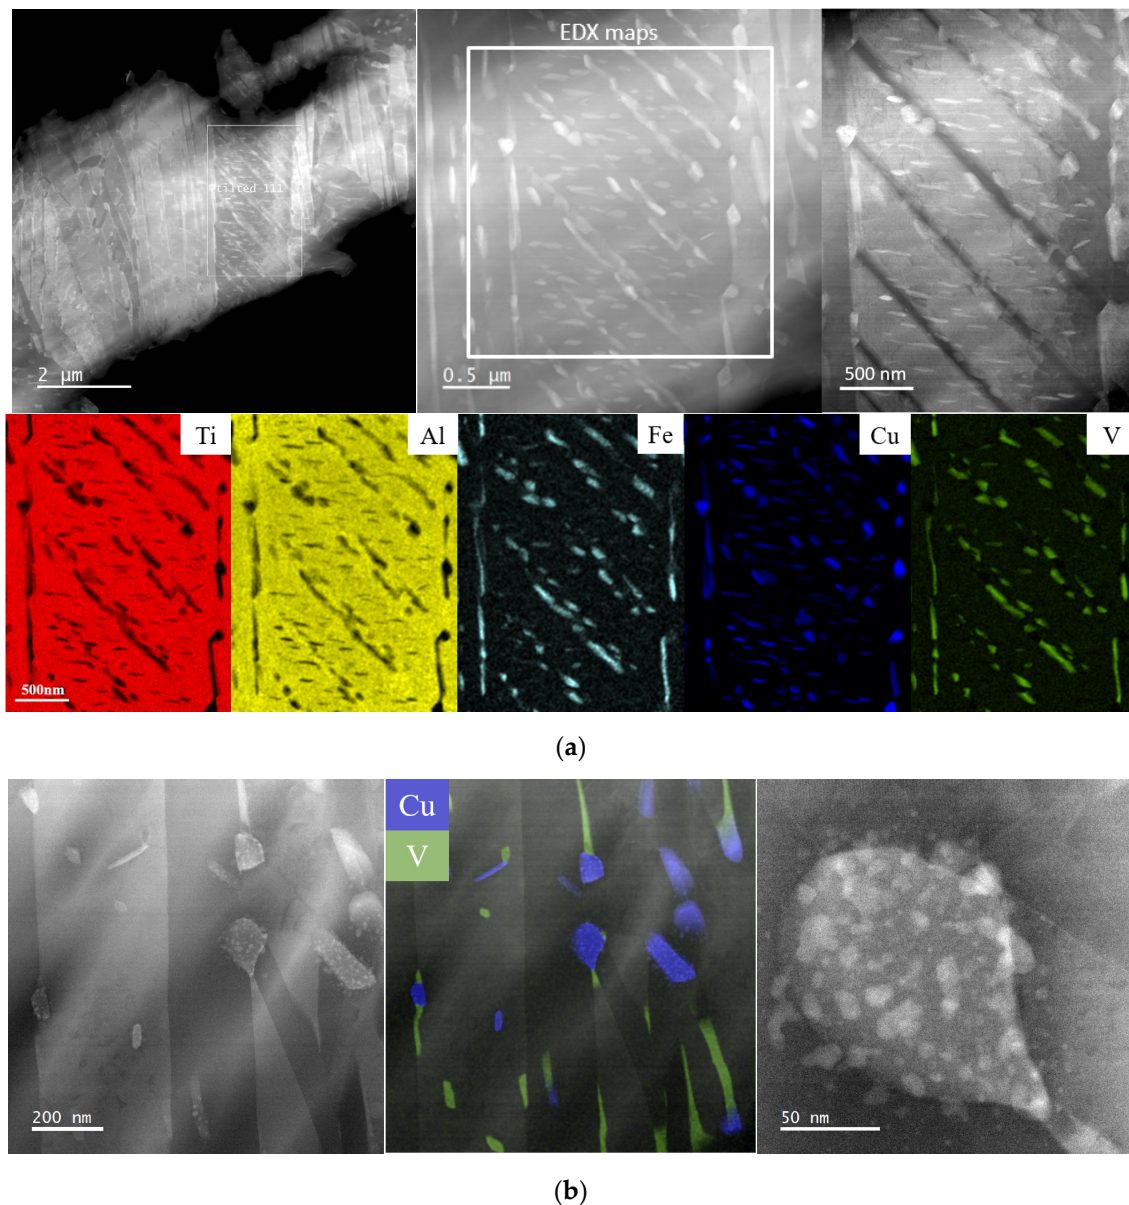 EDX maps
tilted 111
2 μm
0.5 μm
500 nm
Ti
Al
Fe
Cu
V
500nm
(a)
Cu
V
200 nm
50 nm
(b)